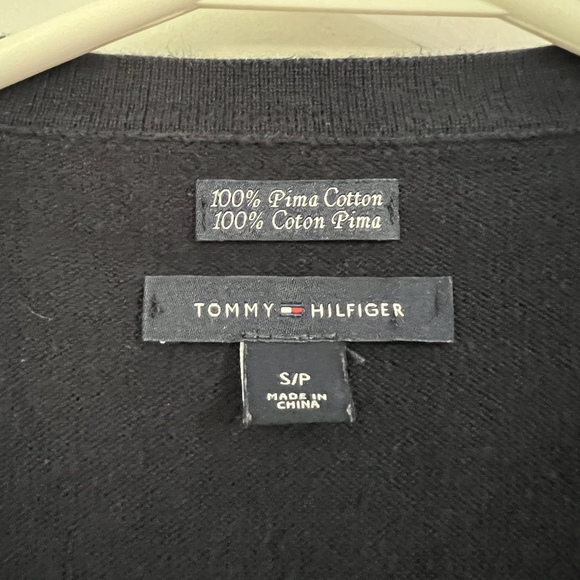 100% Pima Cotton
100% Coton Pima
TOMMY HILFIGER
S/P
MADE IN
CHINA